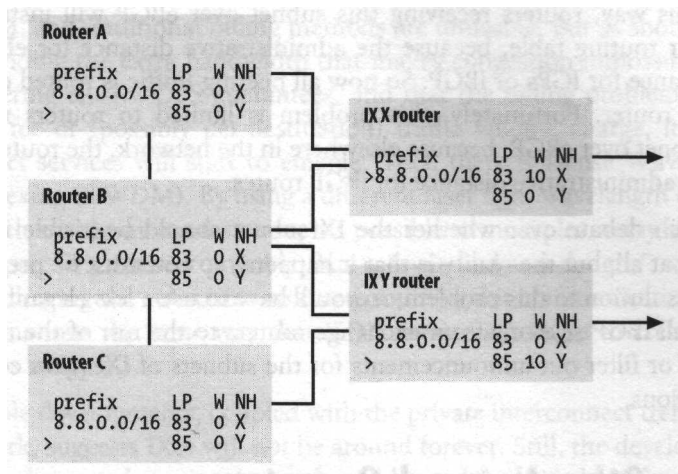 Router A
prefix LP W NH
8.8.0.0/16 83 0 X
> 85 0 Y
Router B
prefix LP W NH
8.8.0.0/16 83 0 X
> 85 0 Y
Router C
prefix LP W NH
8.8.0.0/16 83 0 X
> 85 0 Y
IX X router
prefix LP W NH
>8.8.0.0/16 83 10 X
85 0 Y
IX Y router
prefix LP W NH
8.8.0.0/16 83 0 X
> 85 10 Y